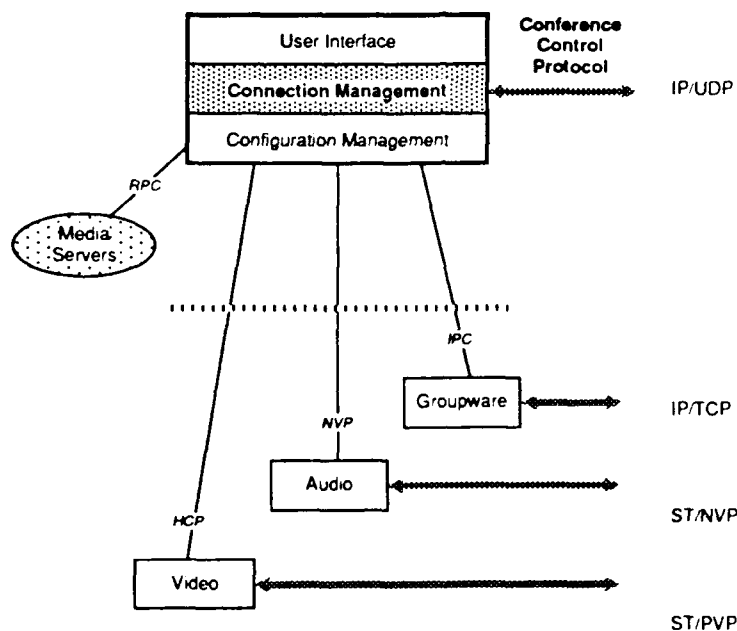 User Interface
Connection Management
Configuration Management
Conference
Control
Protocol
IP/UDP
RPC
Media
Servers
IPC
Groupware
IP/TCP
NVP
Audio
ST/NVP
HCP
Video
ST/PVP